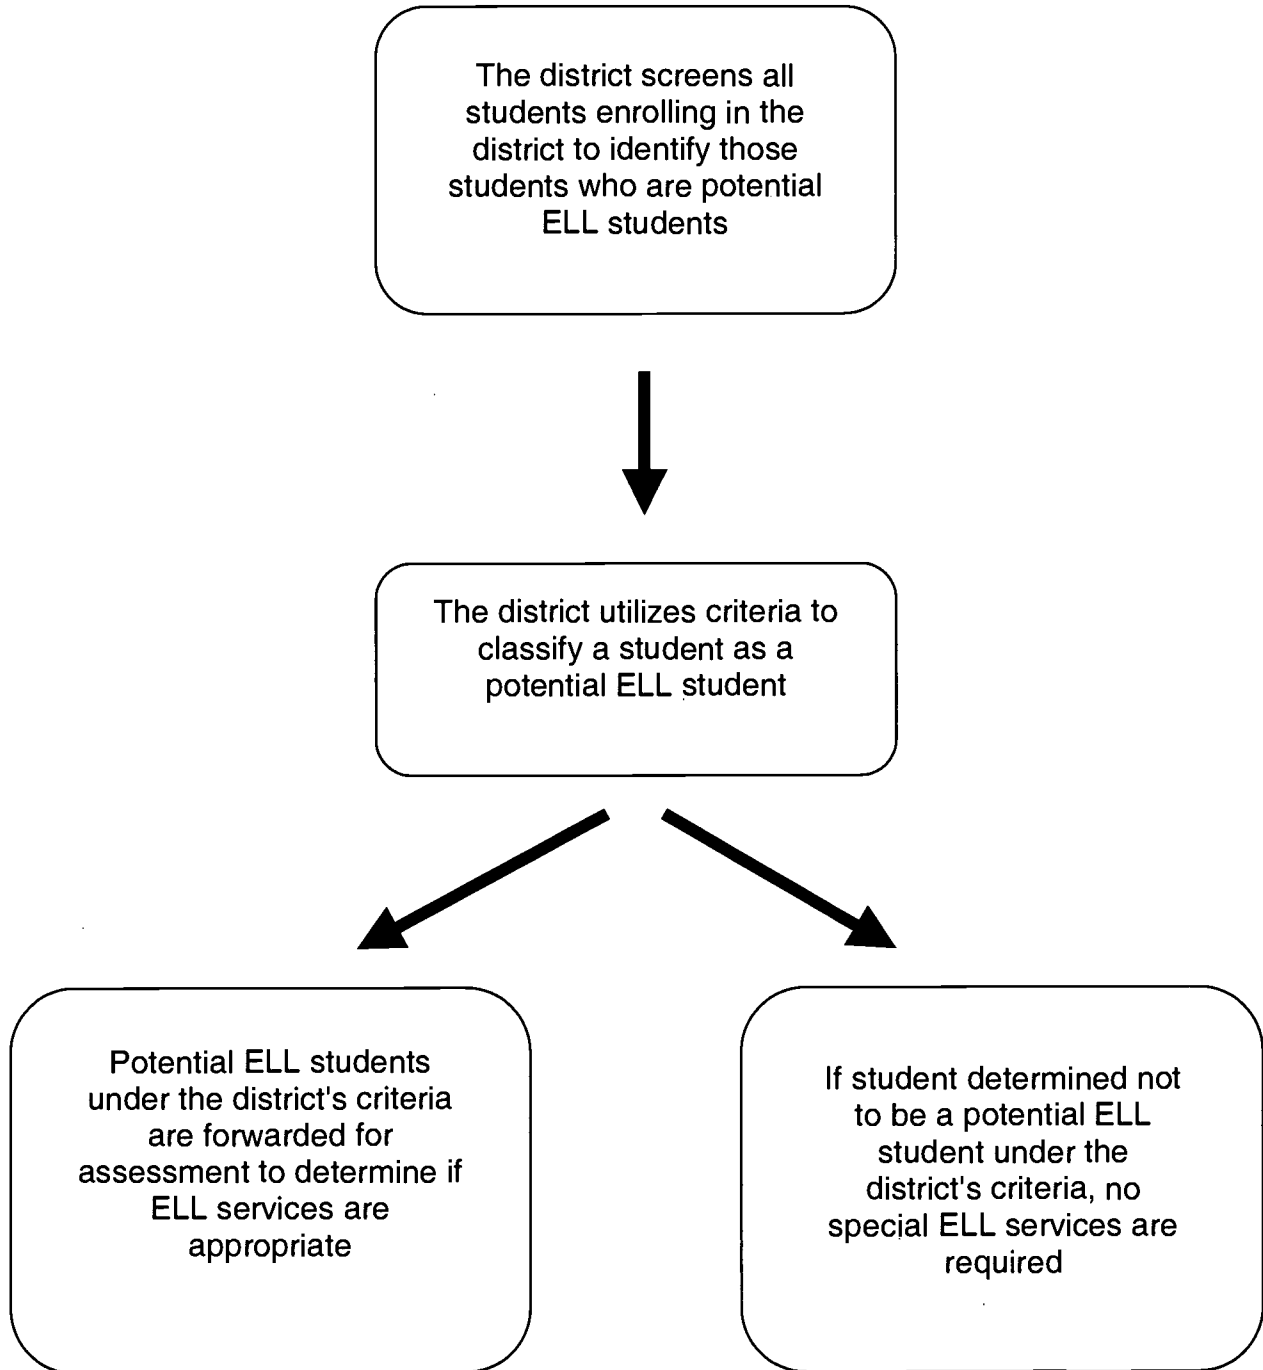 The district screens all
students enrolling in the
district to identify those
students who are potential
ELL students
The district utilizes criteria to
classify a student as a
potential ELL student
Potential ELL students
under the district's criteria
are forwarded for
assessment to determine if
ELL services are
appropriate
If student determined not
to be a potential ELL
student under the
district's criteria, no
special ELL services are
required